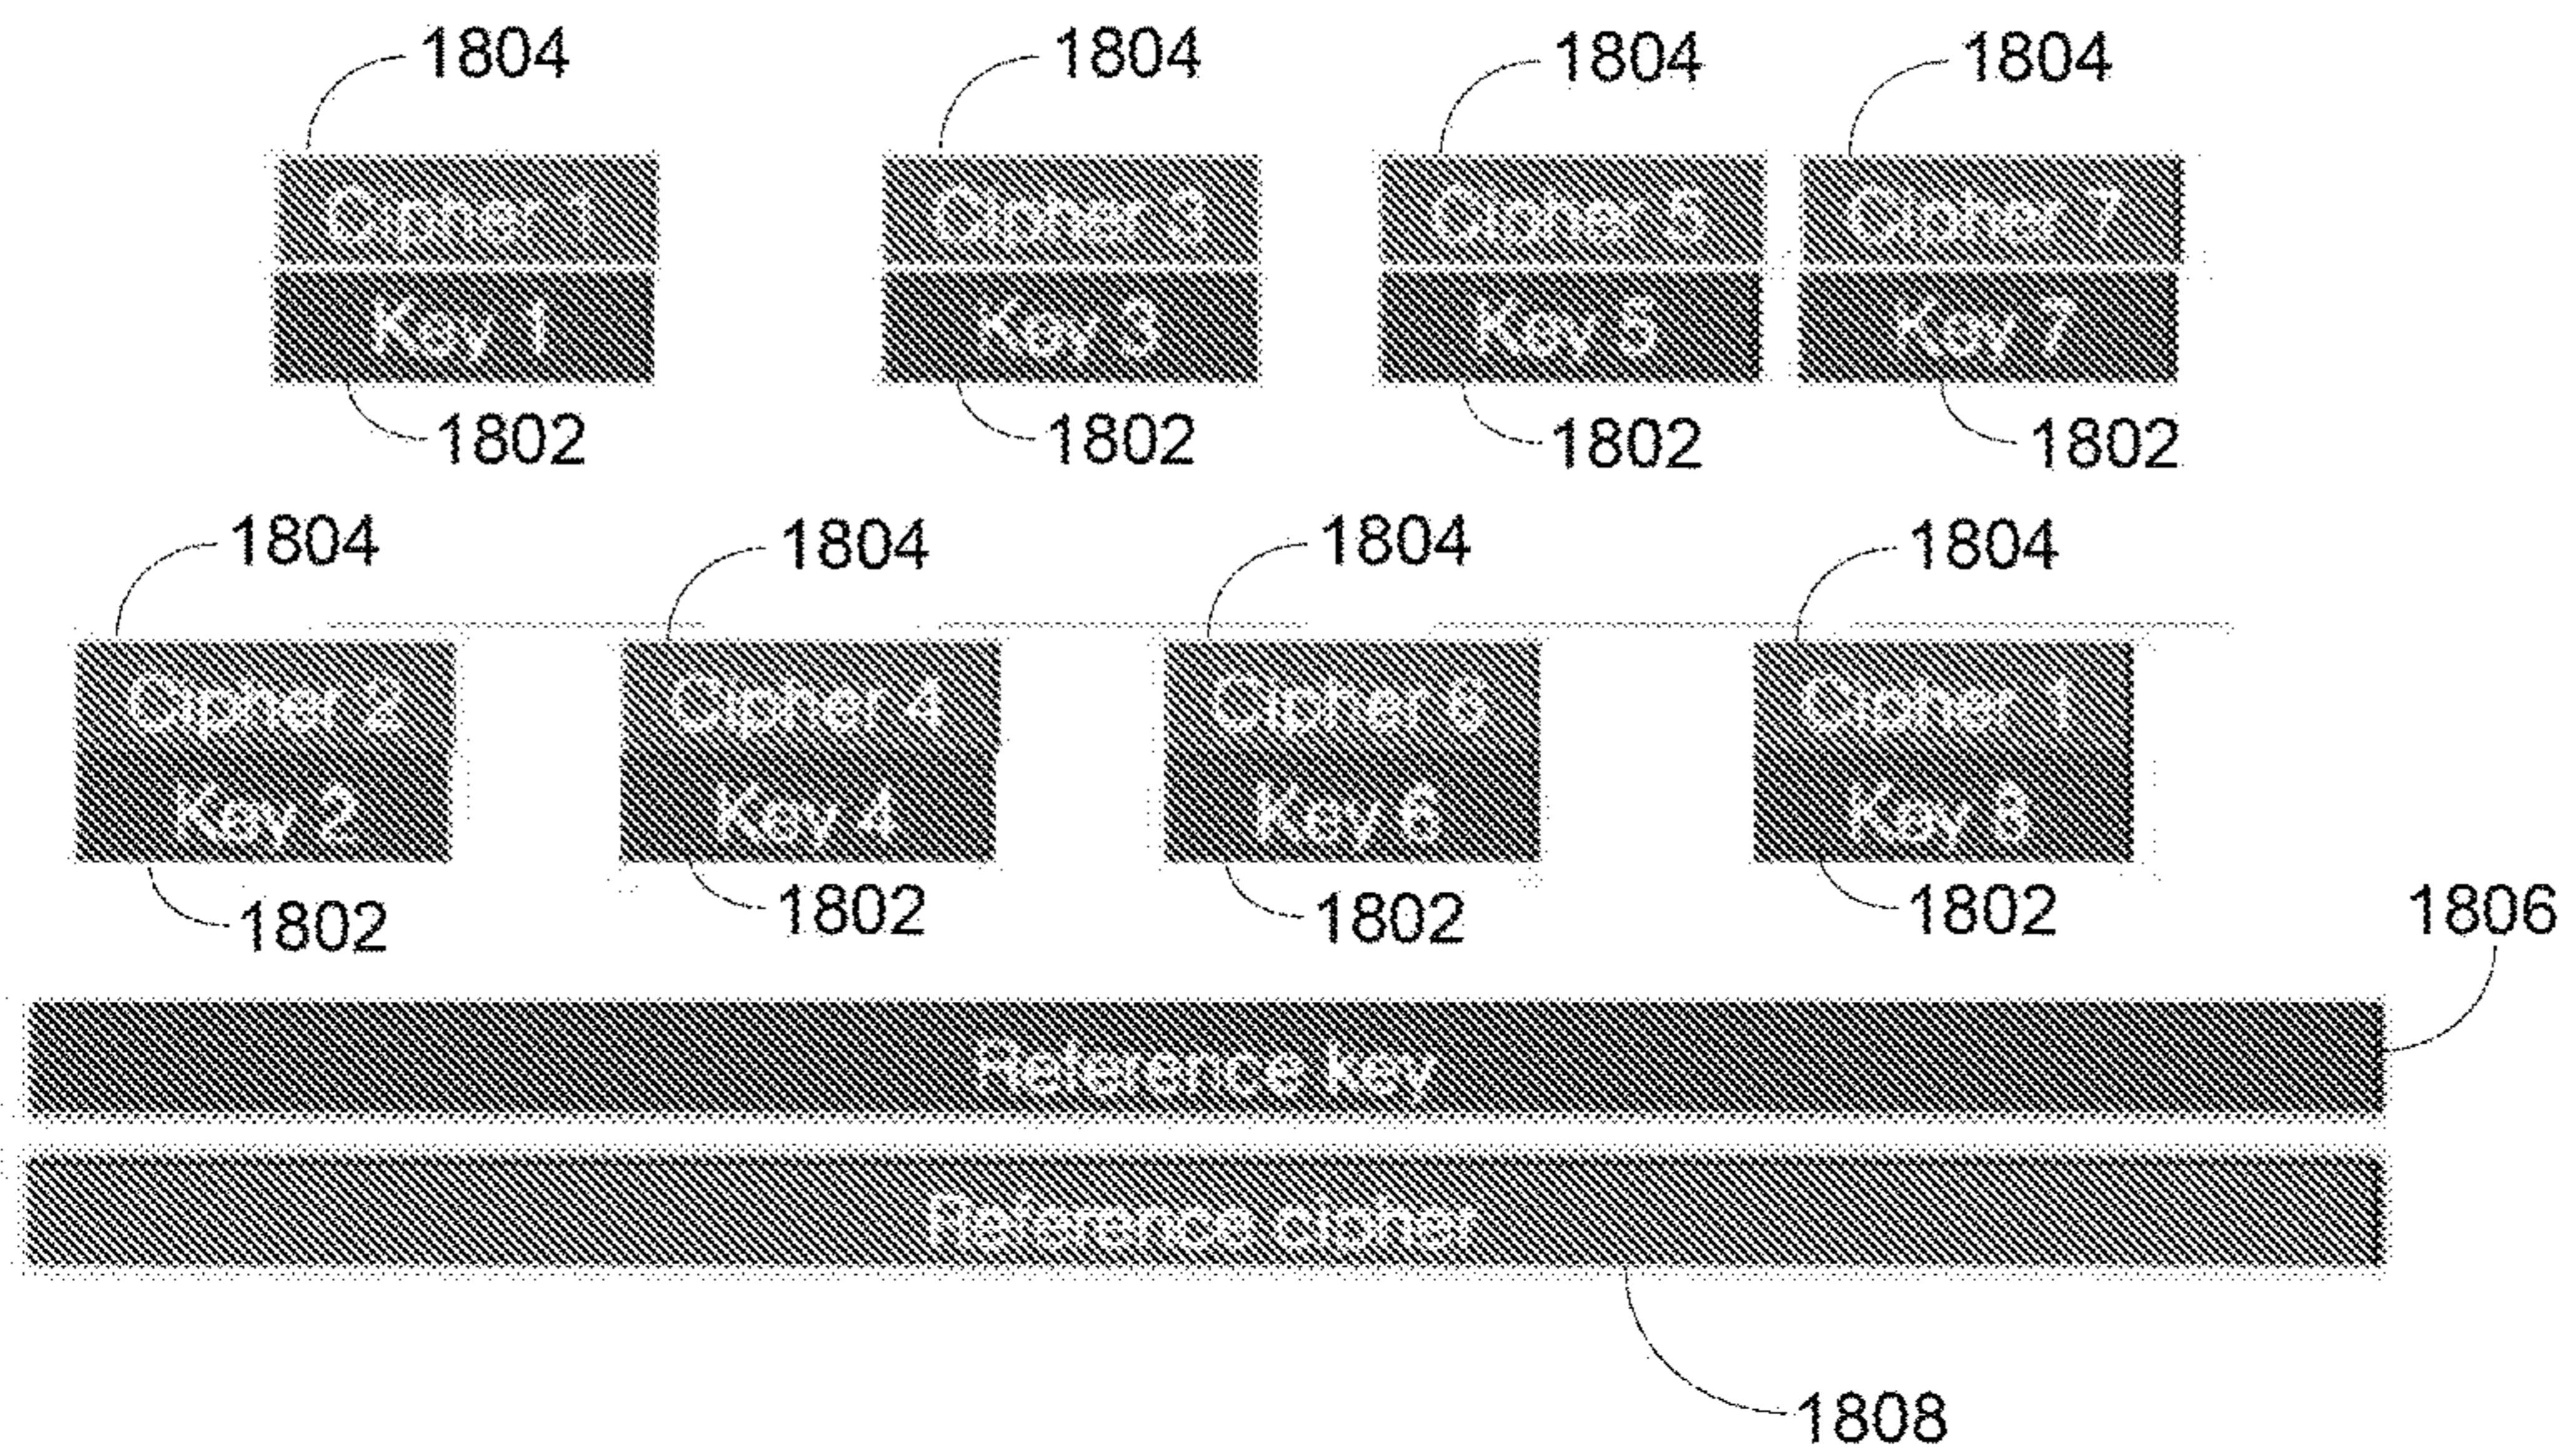 1804 1804 1804 1804
Cipher 1 Cipher 3 Cipher 5 Cipher 7
Key 1 Key 3 Key 5 Key 7
1802 1802 1802 1802
1804 1804 1804 1804
Cipher 2 Cipher 4 Cipher 6 Cipher 1
Key 2 Key 4 Key 6 Key 8
1802 1802 1802 1802
1806
Reference key
Reference cipher
1808